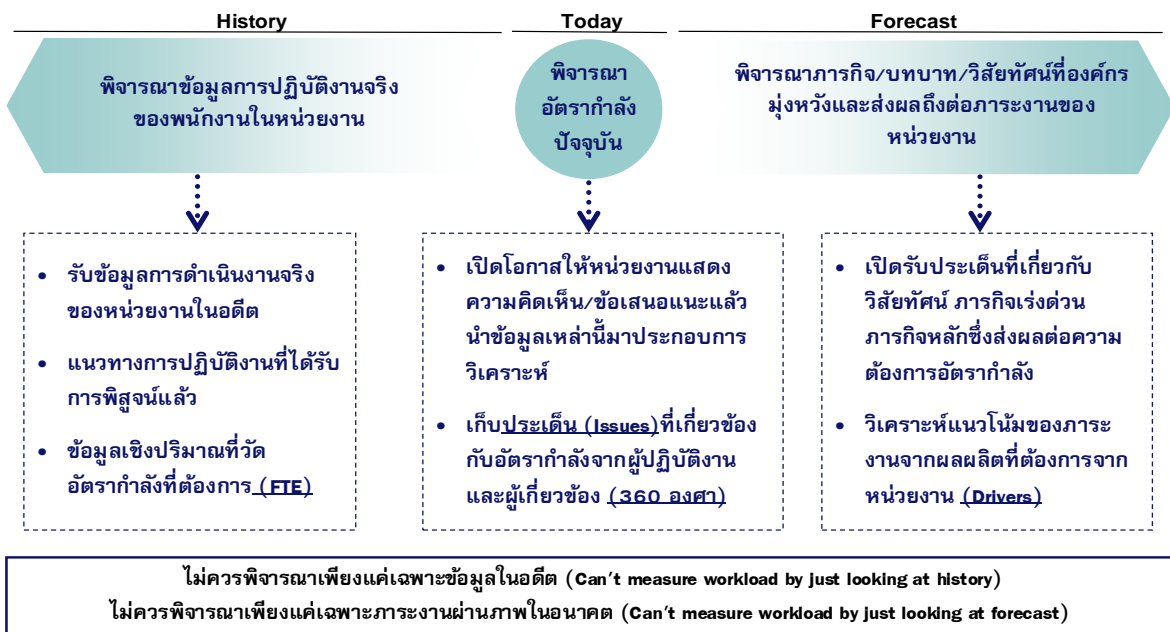 History
Today
Forecast
พิจารณาข้อมูลการปฏิบัติงานจริง
ของพนักงานในหน่วยงาน
พิจารณา
อัตรากำลัง
ปัจจุบัน
พิจารณาภารกิจ/บทบาท/วิสัยทัศน์ที่องค์กร
มุ่งหวังและส่งผลถึงต่อภาระงานของ
หน่วยงาน
• รับข้อมูลการดำเนินงานจริง
ของหน่วยงานในอดีต
• แนวทางการปฏิบัติงานที่ได้รับ
การพิสูจน์แล้ว
• ข้อมูลเชิงปริมาณที่วัด
อัตรากำลังที่ต้องการ (FTE)
• เปิดโอกาสให้หน่วยงานแสดง
ความคิดเห็น/ข้อเสนอแนะแล้ว
นำข้อมูลเหล่านี้มาประกอบการ
วิเคราะห์
• เก็บประเด็น (Issues)ที่เกี่ยวข้อง
กับอัตรากำลังจากผู้ปฏิบัติงาน
และผู้เกี่ยวข้อง (360 องศา)
• เปิดรับประเด็นที่เกี่ยวกับ
วิสัยทัศน์ ภารกิจเร่งด่วน
ภารกิจหลักซึ่งส่งผลต่อความ
ต้องการอัตรากำลัง
• วิเคราะห์แนวโน้มของภาระ
งานจากผลผลิตที่ต้องการจาก
หน่วยงาน (Drivers)
ไม่ควรพิจารณาเพียงแค่เฉพาะข้อมูลในอดีต (Can't measure workload by just looking at history)
ไม่ควรพิจารณาเพียงแค่เฉพาะภาระงานผ่านภาพในอนาคต (Can't measure workload by just looking at forecast)